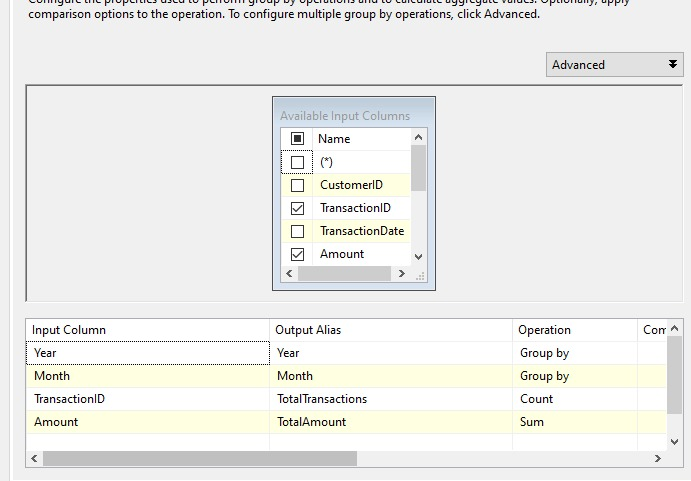 Configure the properties used to perform group by operations and to calculate aggregate values. Optionally, apply
comparison options to the operation. To configure multiple group by operations, click Advanced.
Advanced
Available Input Columns
Name
(*)
CustomerID
TransactionID
TransactionDate
Amount
Input Column Output Alias Operation Com
Year Year Group by
Month Month Group by
TransactionID TotalTransactions Count
Amount TotalAmount Sum